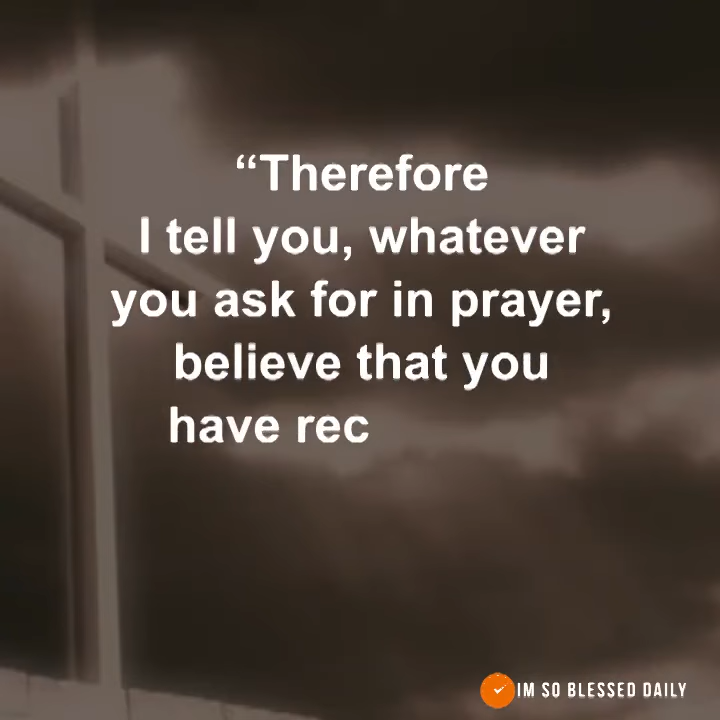 “Therefore
I tell you, whatever
you ask for in prayer,
believe that you
have rec
IM SO BLESSED DAILY